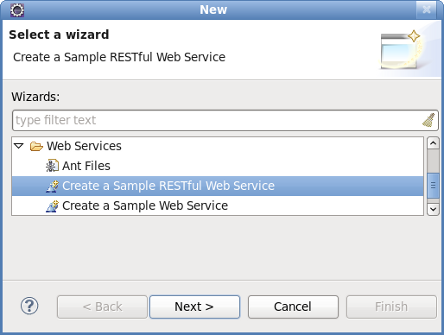 New
Select a wizard
Create a Sample RESTful Web Service
Wizards:
type filter text
Web Services
Ant Files
Create a Sample RESTful Web Service
Create a Sample Web Service
? < Back Next > Cancel Finish